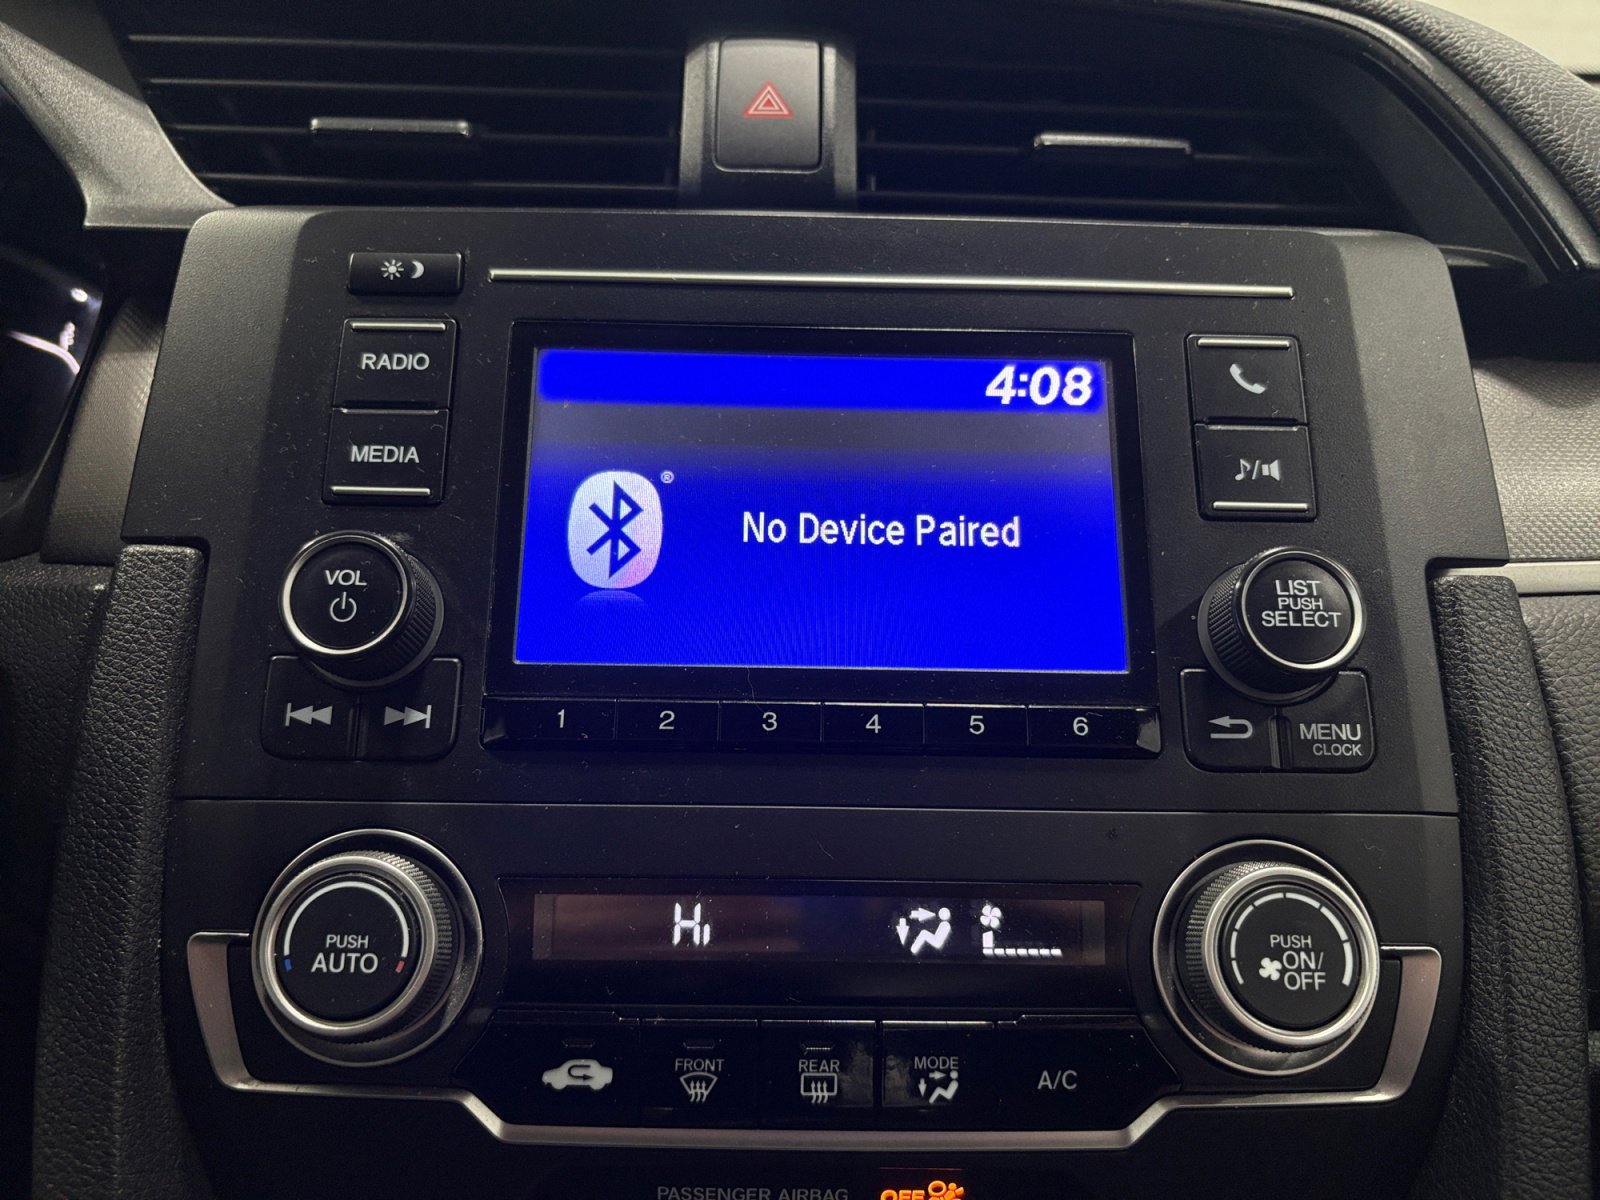 RADIO
MEDIA
VOL
4:08
®
No Device Paired
1 2 3 4 5 6
LIST
PUSH
SELECT
MENU
CLOCK
PUSH
AUTO
Hi
PUSH
ON/
OFF
FRONT
REAR
MODE
A/C
PASSENGER AIRBAG
OFF